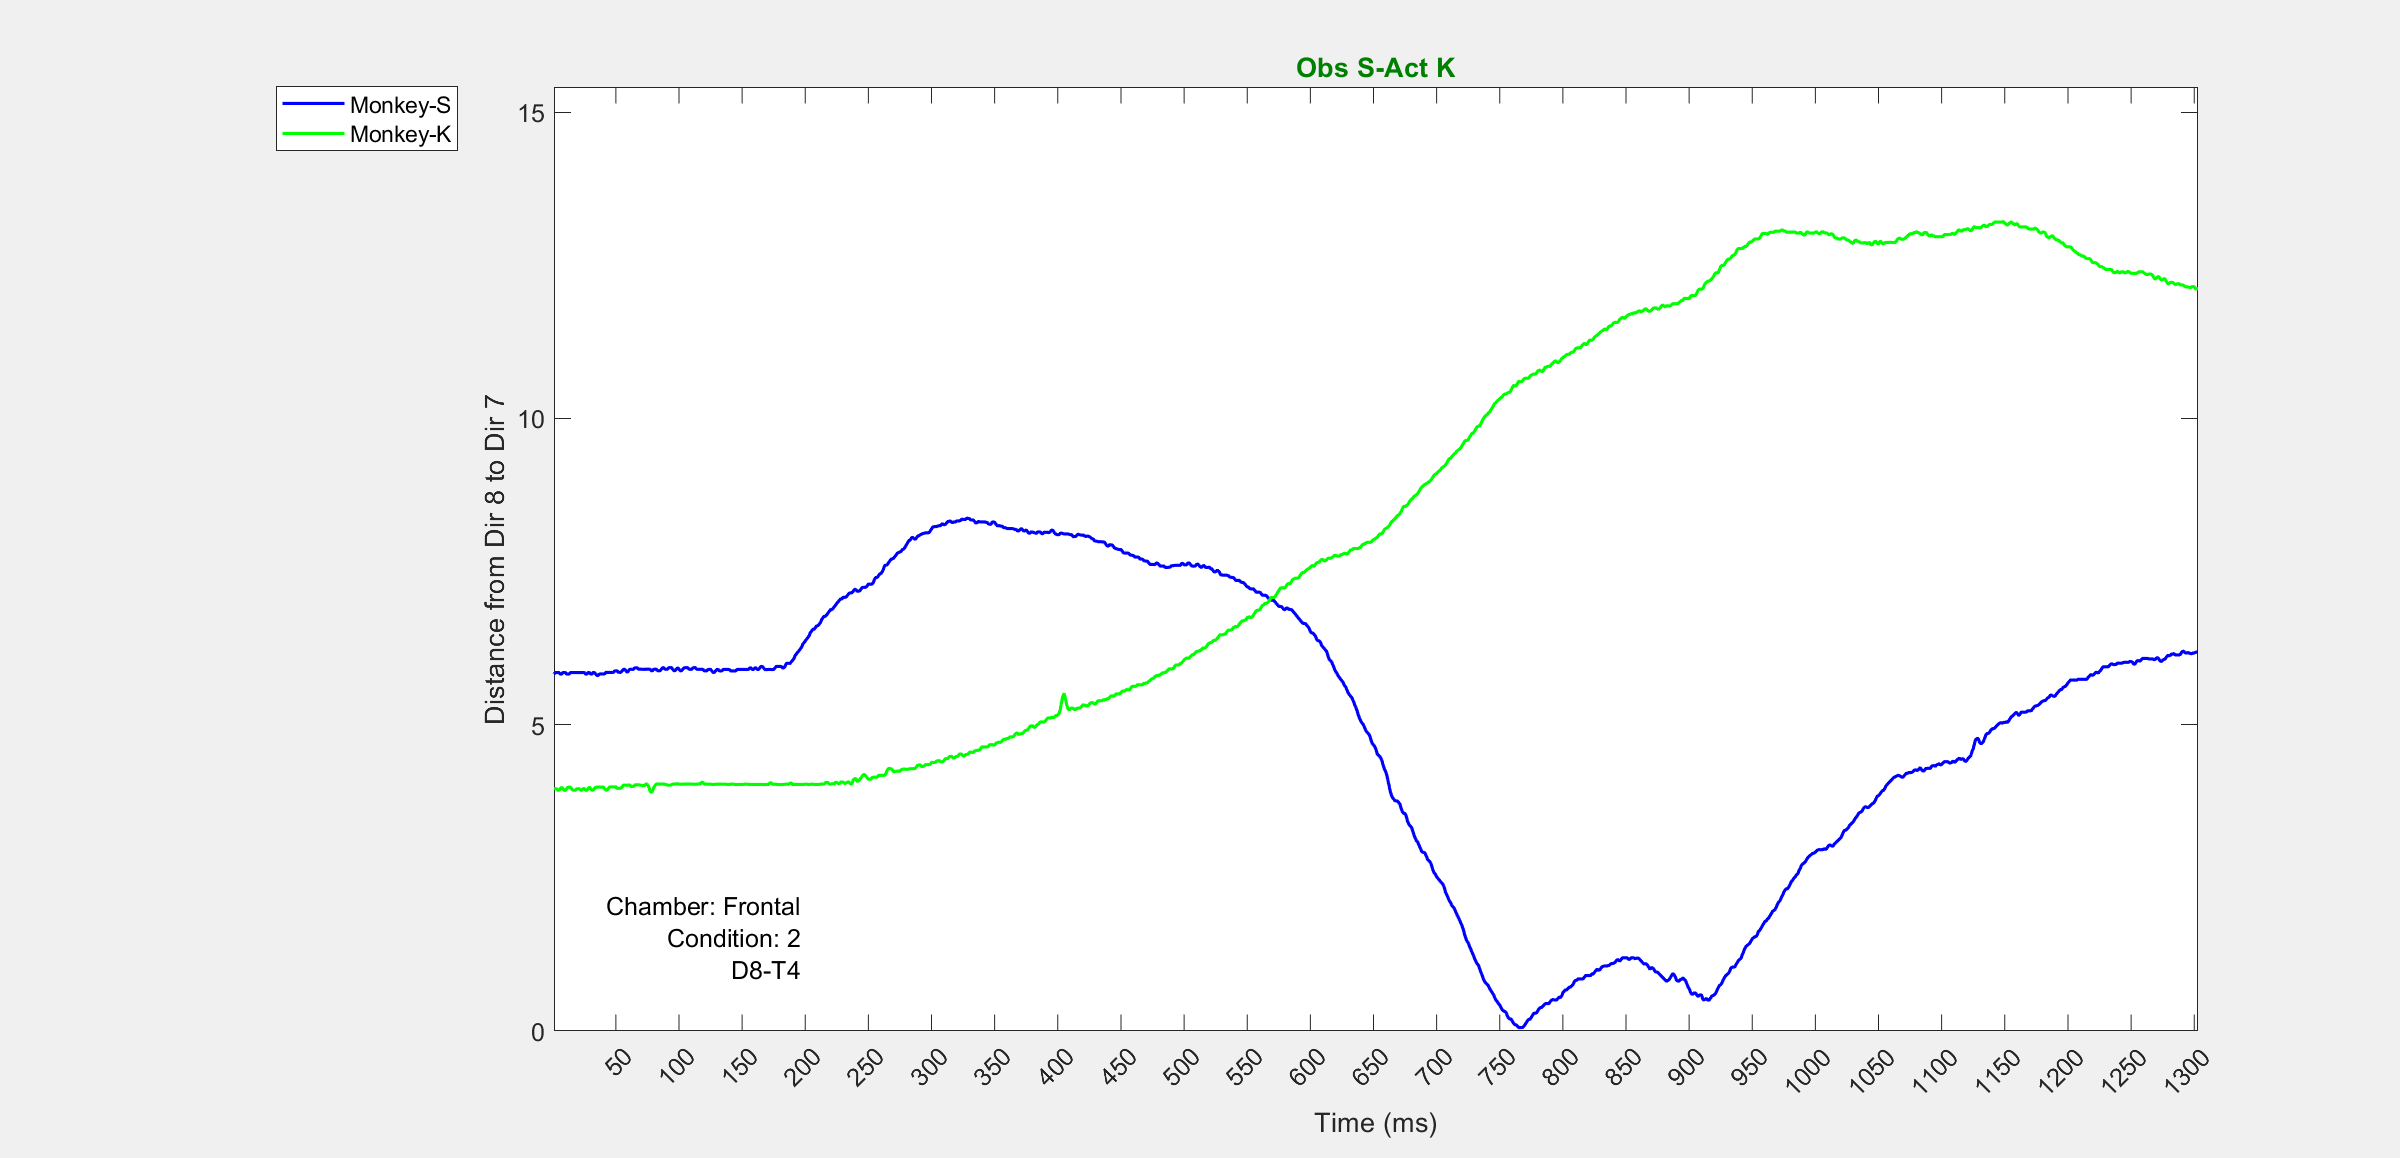 Obs S-Act K
Monkey-S
Monkey-K
Distance from Dir 8 to Dir 7
15
10
5
0
Chamber: Frontal
Condition: 2
D8-T4
50 100 150 200 250 300 350 400 450 500 550 600 650 700 750 800 850 900 950 1000 1050 1100 1150 1200 1250 1300
Time (ms)